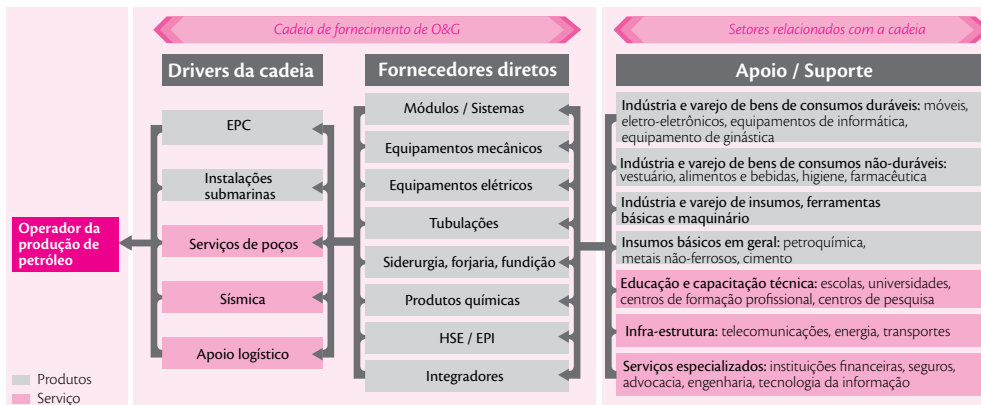 Cadeia de fornecimento de O&G
Setores relacionados com a cadeia
Drivers da cadeia
Fornecedores diretos
Apoio / Suporte
Operador da
produção de
petróleo
EPC
Instalações
submarinas
Serviços de poços
Sísmica
Apoio logístico
Módulos / Sistemas
Equipamentos mecânicos
Equipamentos elétricos
Tubulações
Siderurgia, forjaria, fundição
Produtos químicas
HSE / EPI
Integradores
Indústria e varejo de bens de consumos duráveis: móveis,
eletro-eletrônicos, equipamentos de informática,
equipamento de ginástica
Indústria e varejo de bens de consumos não-duráveis:
vestuário, alimentos e bebidas, higiene, farmacêutica
Indústria e varejo de insumos, ferramentas
básicas e maquinário
Insumos básicos em geral: petroquímica,
metais não-ferrosos, cimento
Educação e capacitação técnica: escolas, universidades,
centros de formação profissional, centros de pesquisa
Infra-estrutura: telecomunicações, energia, transportes
Serviços especializados: instituições financeiras, seguros,
advocacia, engenharia, tecnologia da informação
Produtos
Serviço